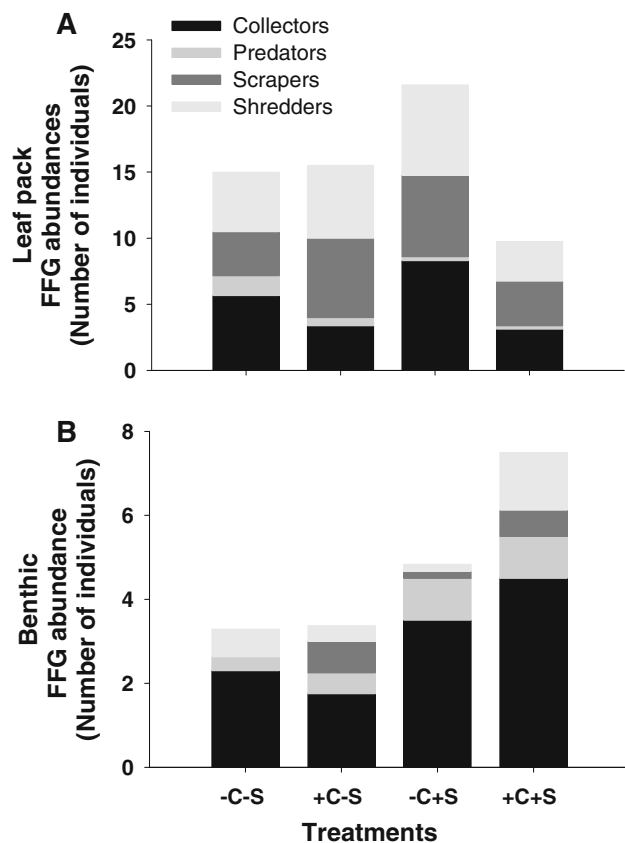 A
Collectors
Predators
Scrapers
Shredders
25
20
15
10
5
0
Leaf pack
FFG abundances
(Number of individuals)
B
8
6
4
2
0
Benthic
FFG abundance
(Number of individuals)
-C-S
+C-S
-C+S
+C+S
Treatments